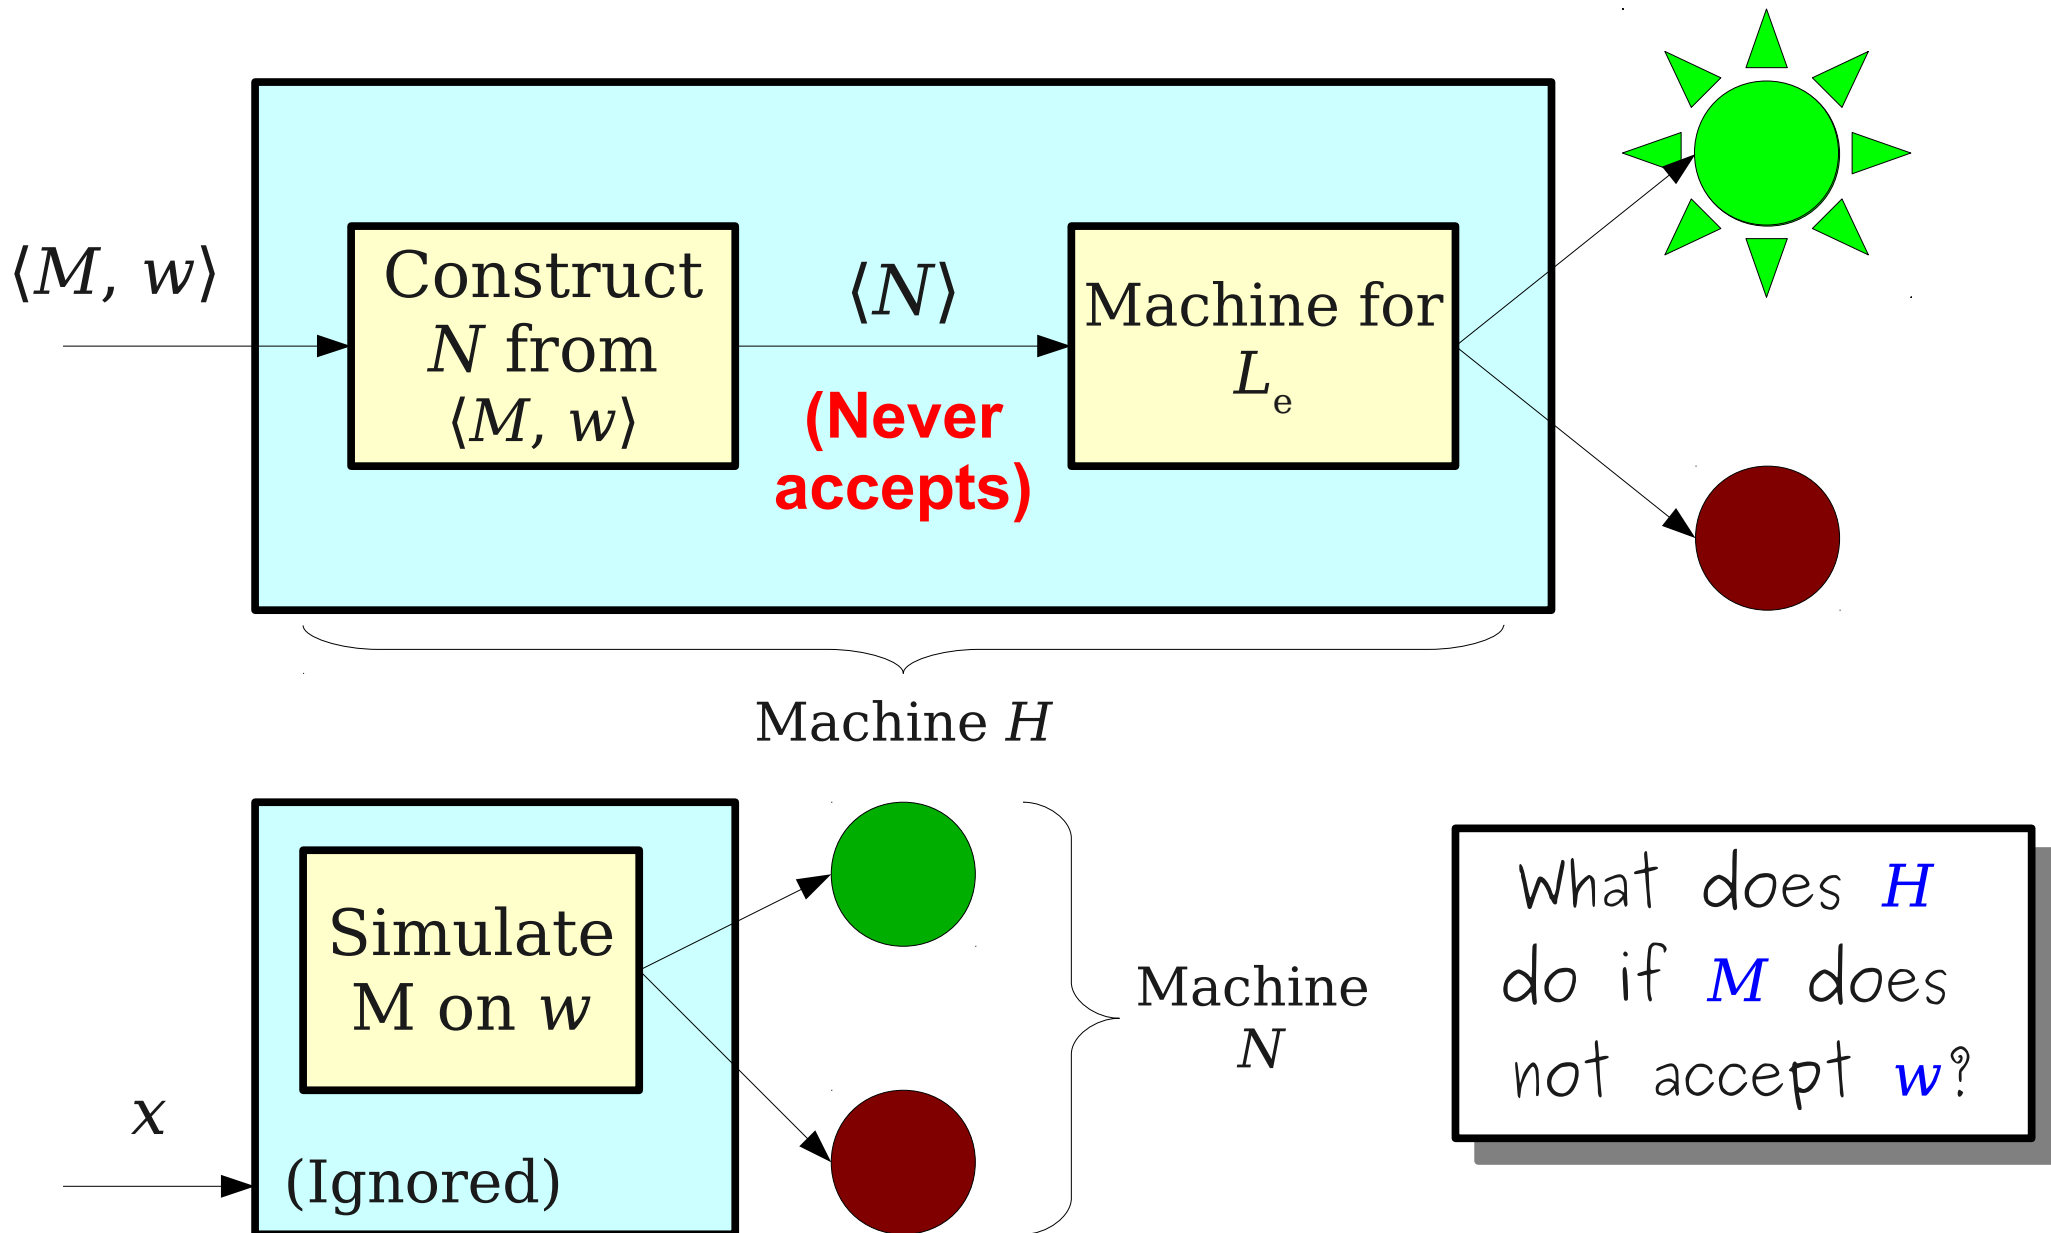 ⟨M, w⟩
Construct
N from
⟨M, w⟩
⟨N⟩
(Never
accepts)
Machine for
Lₑ
Machine H
Simulate
M on w
x
(Ignored)
Machine
N
What does H
do if M does
not accept w?